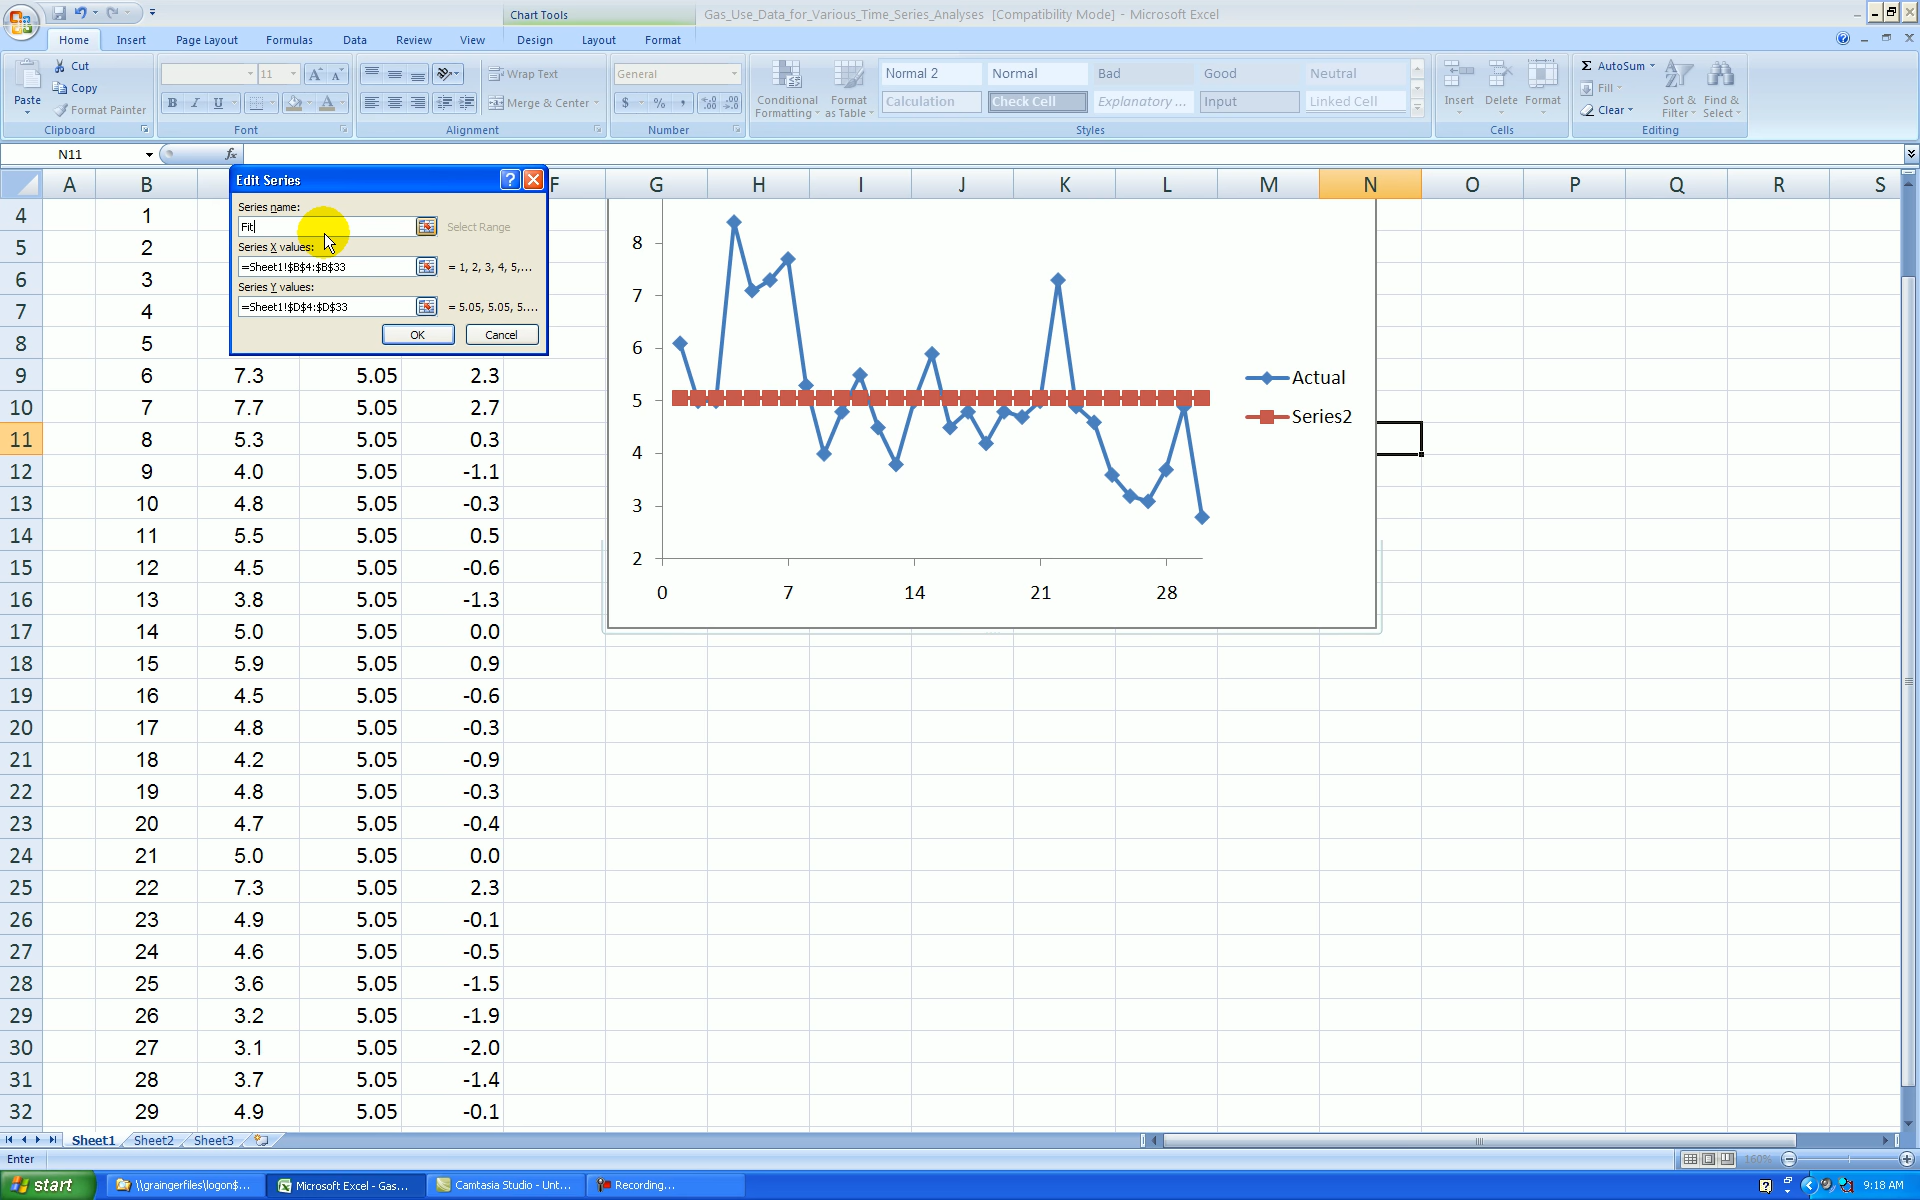 Chart Tools
Gas_Use_Data_for_Various_Time_Series_Analyses [Compatibility Mode] - Microsoft Excel
Home Insert Page Layout Formulas Data Review View Design Layout Format
Cut
Copy
Format Painter
Paste
Clipboard
11
Font
Wrap Text
Merge & Center
Alignment
General
Number
Conditional Formatting
Format as Table
Normal 2 Normal Bad Good Neutral
Calculation Check Cell Explanatory ... Input Linked Cell
Styles
Insert Delete Format
Cells
AutoSum
Fill
Clear
Sort & Filter
Find & Select
Editing
N11
fx
Edit Series
Series name:
Fit
Select Range
Series X values:
=Sheet1!$B$4:$B$33
= 1, 2, 3, 4, 5,...
Series Y values:
=Sheet1!$D$4:$D$33
= 5.05, 5.05, 5....
OK Cancel
A B F G H I J K L M N O P Q R S
4 1
5 2
6 3
7 4
8 5
9 6 7.3 5.05 2.3
10 7 7.7 5.05 2.7
11 8 5.3 5.05 0.3
12 9 4.0 5.05 -1.1
13 10 4.8 5.05 -0.3
14 11 5.5 5.05 0.5
15 12 4.5 5.05 -0.6
16 13 3.8 5.05 -1.3
17 14 5.0 5.05 0.0
18 15 5.9 5.05 0.9
19 16 4.5 5.05 -0.6
20 17 4.8 5.05 -0.3
21 18 4.2 5.05 -0.9
22 19 4.8 5.05 -0.3
23 20 4.7 5.05 -0.4
24 21 5.0 5.05 0.0
25 22 7.3 5.05 2.3
26 23 4.9 5.05 -0.1
27 24 4.6 5.05 -0.5
28 25 3.6 5.05 -1.5
29 26 3.2 5.05 -1.9
30 27 3.1 5.05 -2.0
31 28 3.7 5.05 -1.4
32 29 4.9 5.05 -0.1
8
7
6
5
4
3
2
0 7 14 21 28
Actual
Series2
Sheet1 Sheet2 Sheet3
Enter
160%
start
\\graingerfiles\logon$...
Microsoft Excel - Gas...
Camtasia Studio - Unt...
Recording...
9:18 AM